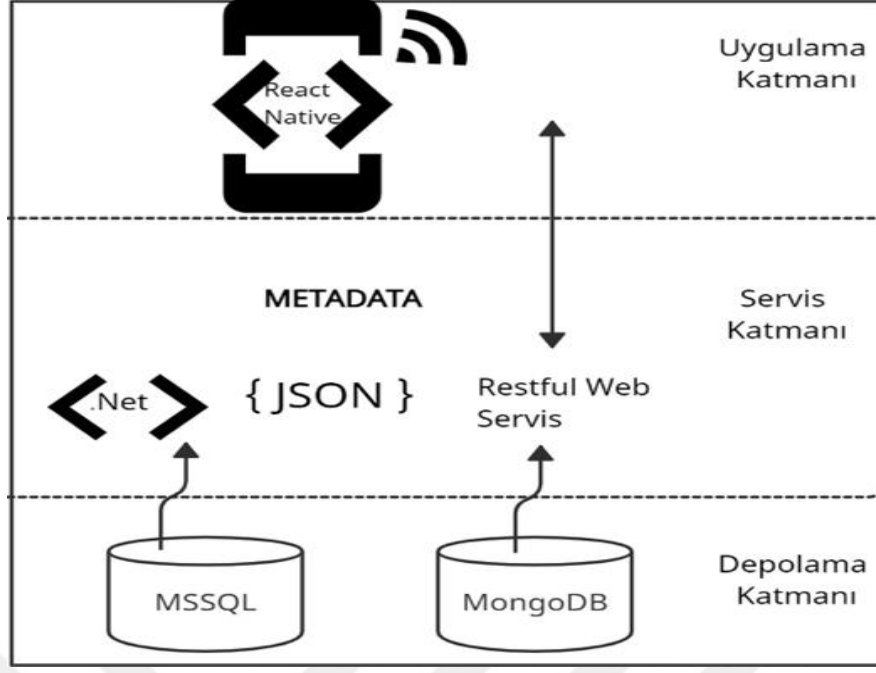 Uygulama
Katmanı
React
Native
METADATA
Servis
Katmanı
.Net
{ JSON }
Restful Web
Servis
Depolama
Katmanı
MSSQL
MongoDB